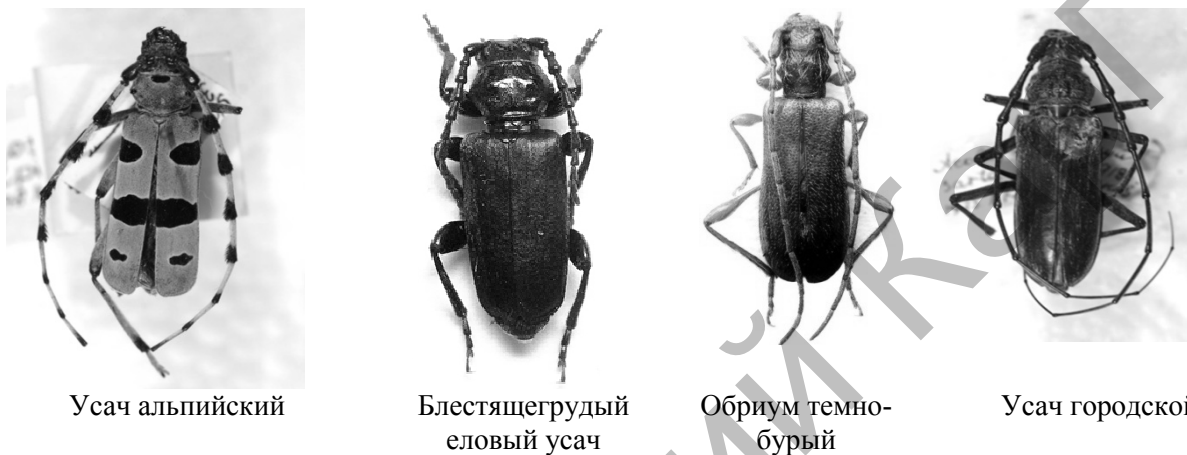 Усач альпийский
Блестящегрудый
еловый усач
Обриум темно-
бурый
Усач городской